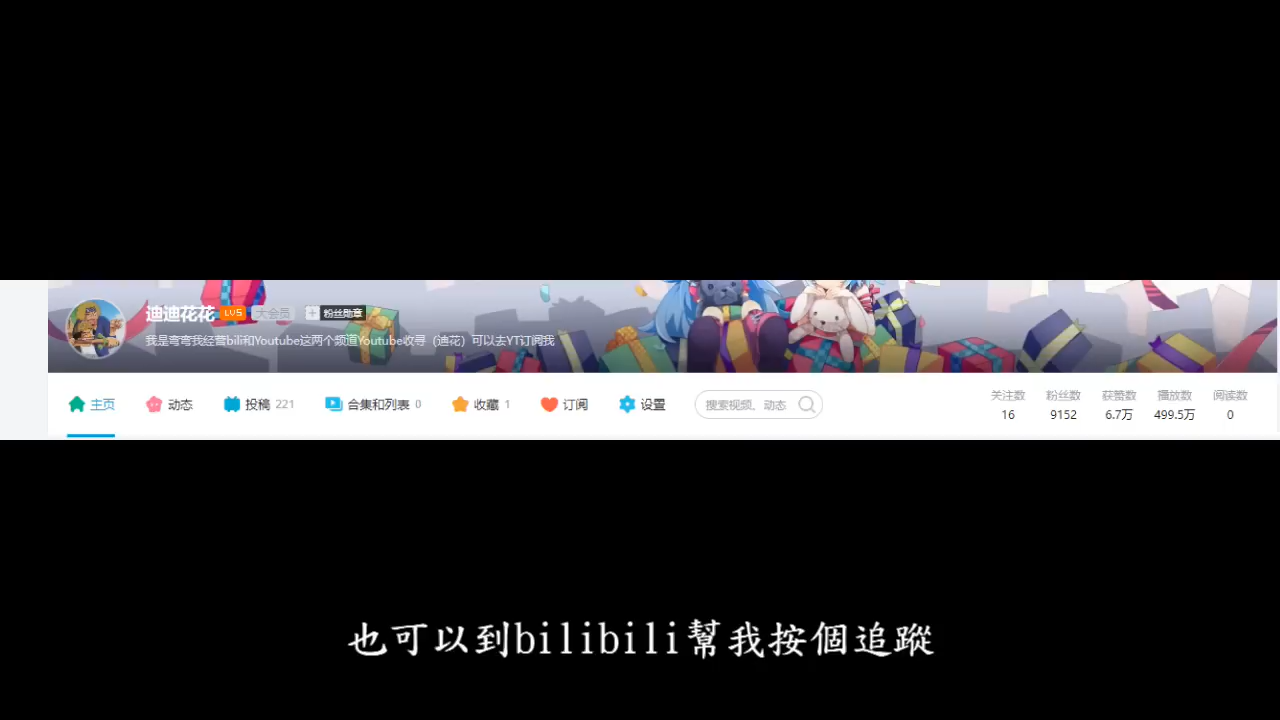 迪迪花花 LV5 大会员 粉丝勋章
我是弯弯我经营bili和Youtube这两个频道Youtube收寻（迪花）可以去YT订阅我
主页 动态 投稿 221 合集和列表 0 收藏 1 订阅 设置 搜索视频、动态
关注数 粉丝数 获赞数 播放数 阅读数
16 9152 6.7万 499.5万 0
也可以到bilibili幫我按個追蹤